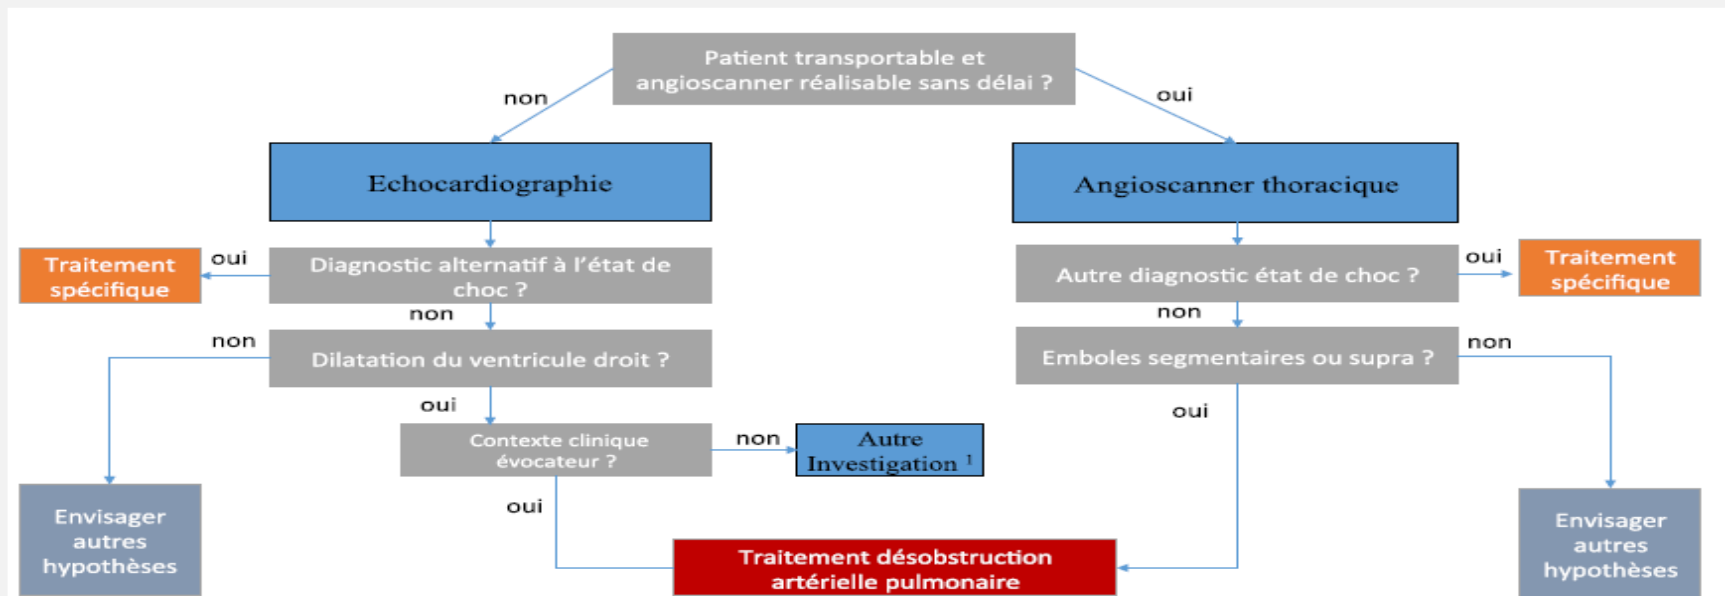 Patient transportable et
angioscanner réalisable sans délai ?
non
oui
Echocardiographie
Angioscanner thoracique
Traitement
spécifique
oui
Diagnostic alternatif à l'état de
choc ?
Autre diagnostic état de choc ?
oui
Traitement
spécifique
non
non
non
Dilatation du ventricule droit ?
Emboles segmentaires ou supra ?
non
oui
oui
Contexte clinique
évocateur ?
non
Autre
Investigation ¹
oui
Envisager
autres
hypothèses
Traitement désobstruction
artérielle pulmonaire
Envisager
autres
hypothèses